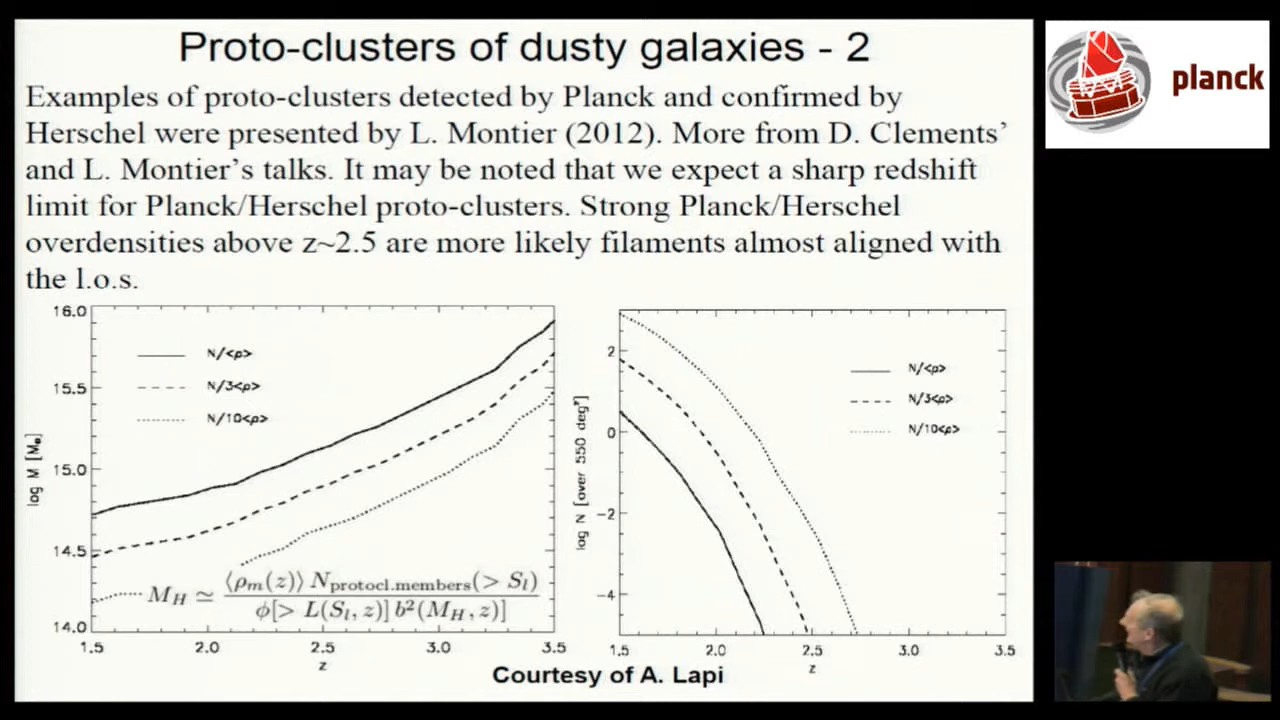 Proto-clusters of dusty galaxies - 2
planck
Examples of proto-clusters detected by Planck and confirmed by
Herschel were presented by L. Montier (2012). More from D. Clements’
and L. Montier’s talks. It may be noted that we expect a sharp redshift
limit for Planck/Herschel proto-clusters. Strong Planck/Herschel
overdensities above z~2.5 are more likely filaments almost aligned with
the l.o.s.
16.0
15.5
15.0
14.5
14.0
log M [M⊙]
N/<ρ>
N/3<ρ>
N/10<ρ>
M_H ≃ ⟨ρ_m(z)⟩ N_protocl.members(> S_l) / ϕ[> L(S_l, z)] b²(M_H, z)]
1.5 2.0 2.5 3.0 3.5
z
2
0
−2
−4
log N [over 550 deg²]
N/<ρ>
N/3<ρ>
N/10<ρ>
1.5 2.0 2.5 3.0 3.5
z
Courtesy of A. Lapi